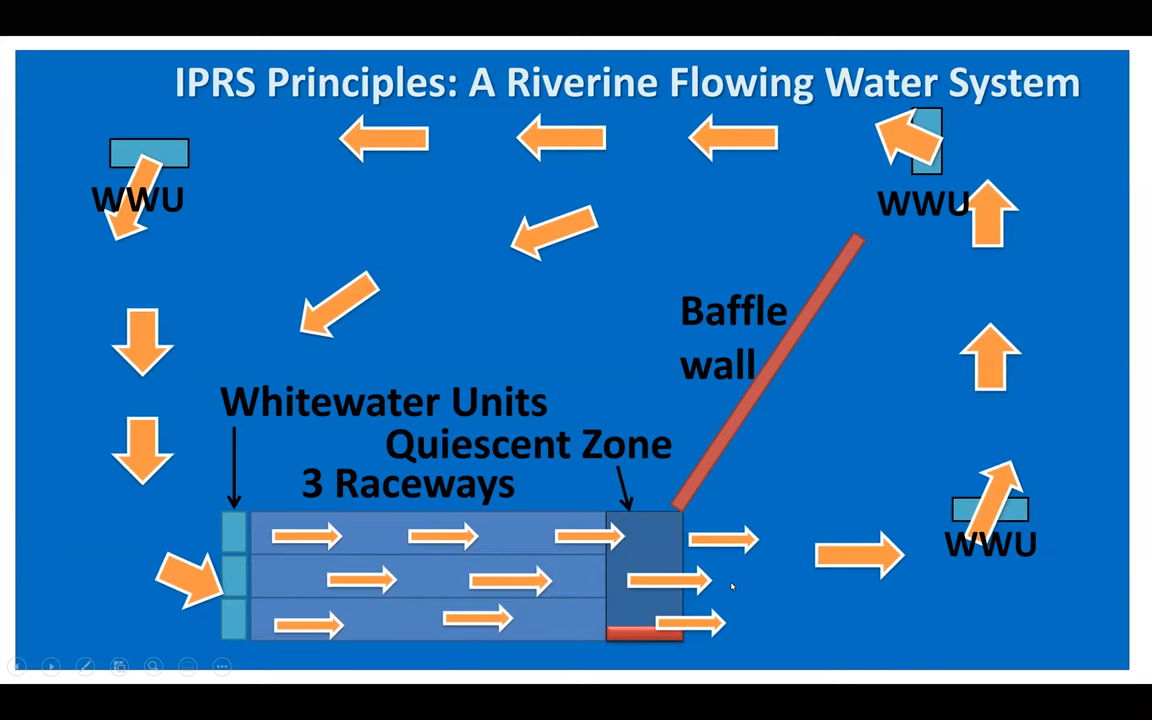 IPRS Principles: A Riverine Flowing Water System
WWU
WWU
Baffle
wall
Whitewater Units
Quiescent Zone
3 Raceways
WWU